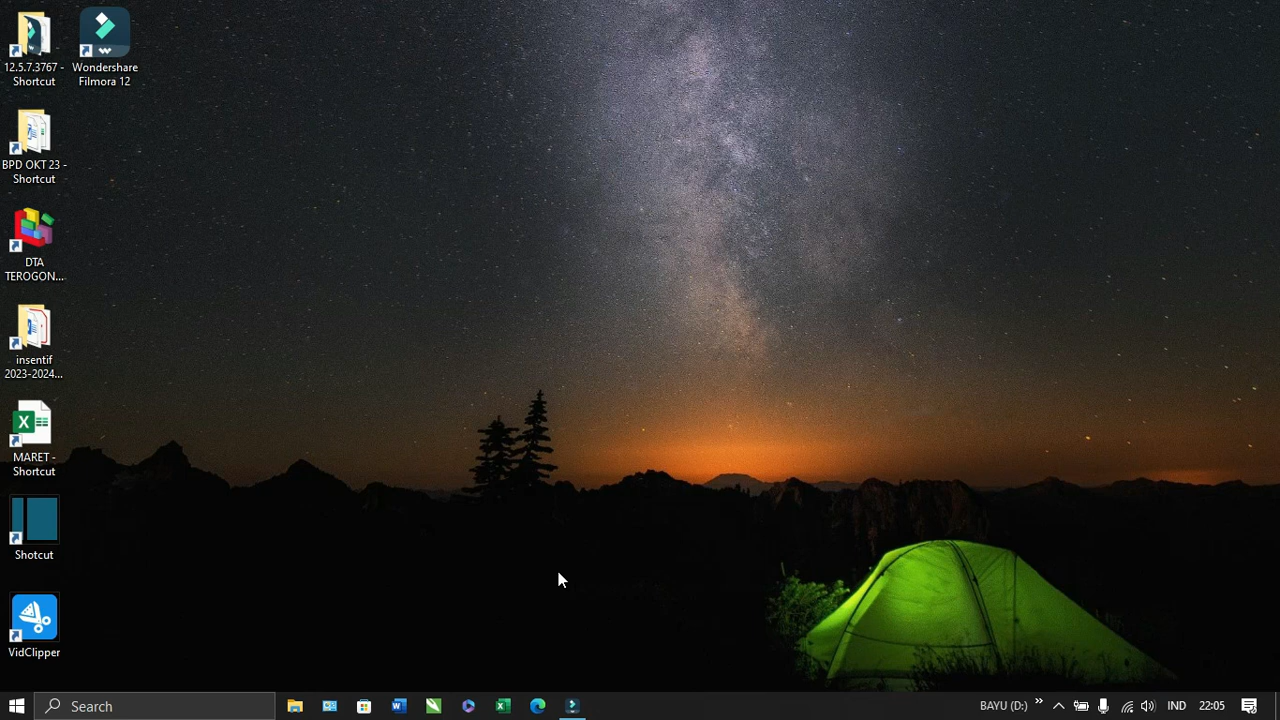 12.5.7.3767 -
Shortcut
Wondershare
Filmora 12
BPD OKT 23 -
Shortcut
DTA
TEROGON...
insentif
2023-2024...
MARET -
Shortcut
Shotcut
VidClipper
Search
BAYU (D:)
IND
22:05